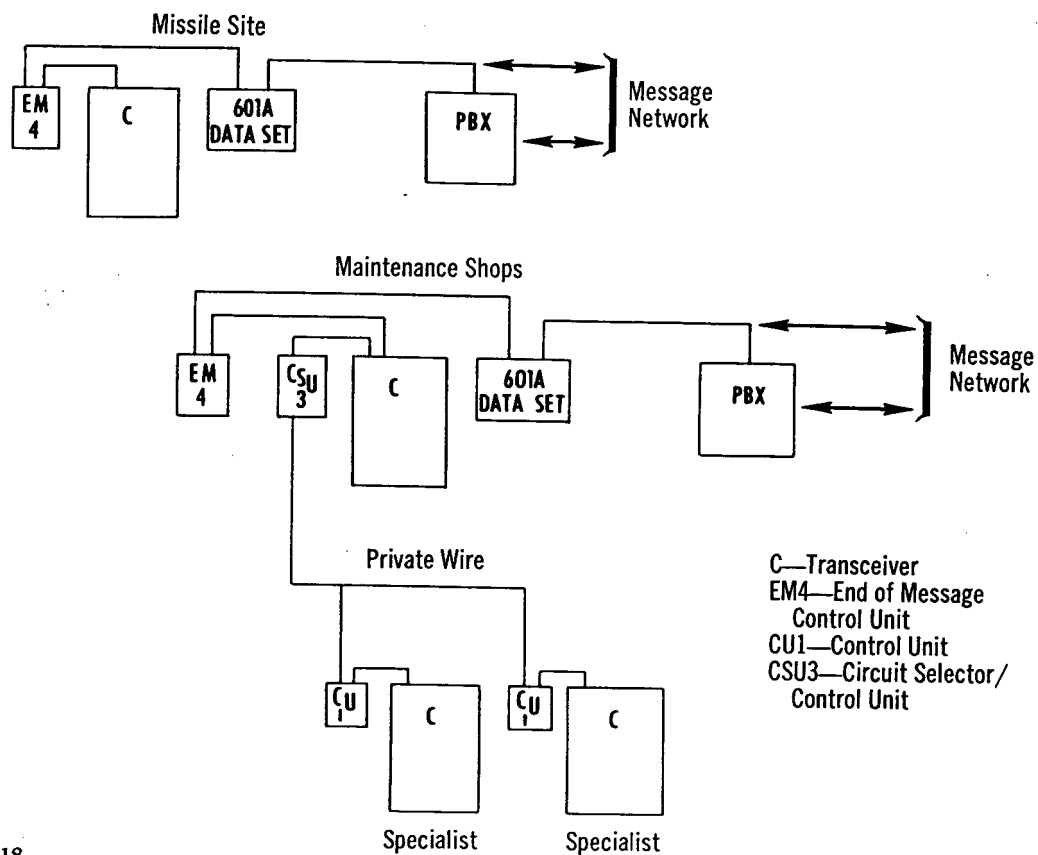 Missile Site
EM
4
C
601A
DATA SET
PBX
Message
Network
Maintenance Shops
EM
4
CSU
3
C
601A
DATA SET
PBX
Message
Network
Private Wire
C—Transceiver
EM4—End of Message
Control Unit
CU1—Control Unit
CSU3—Circuit Selector/
Control Unit
CU
1
C
CU
1
C
Specialist
Specialist
18